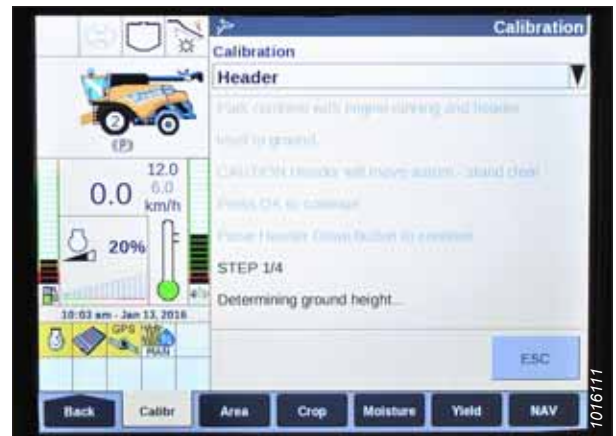 Calibration
Calibration
Header
Park combine with engine running and header
level to ground.
CAUTION Header will move autom - stand clear
Press OK to continue
Press Header Down button to continue
STEP 1/4
Determining ground height...
ESC
2
(P)
12.0
0.0 6.0
km/h
20%
10:03 am - Jan 13, 2016
GPS
MAN
Back Calibr Area Crop Moisture Yield NAV
1016111